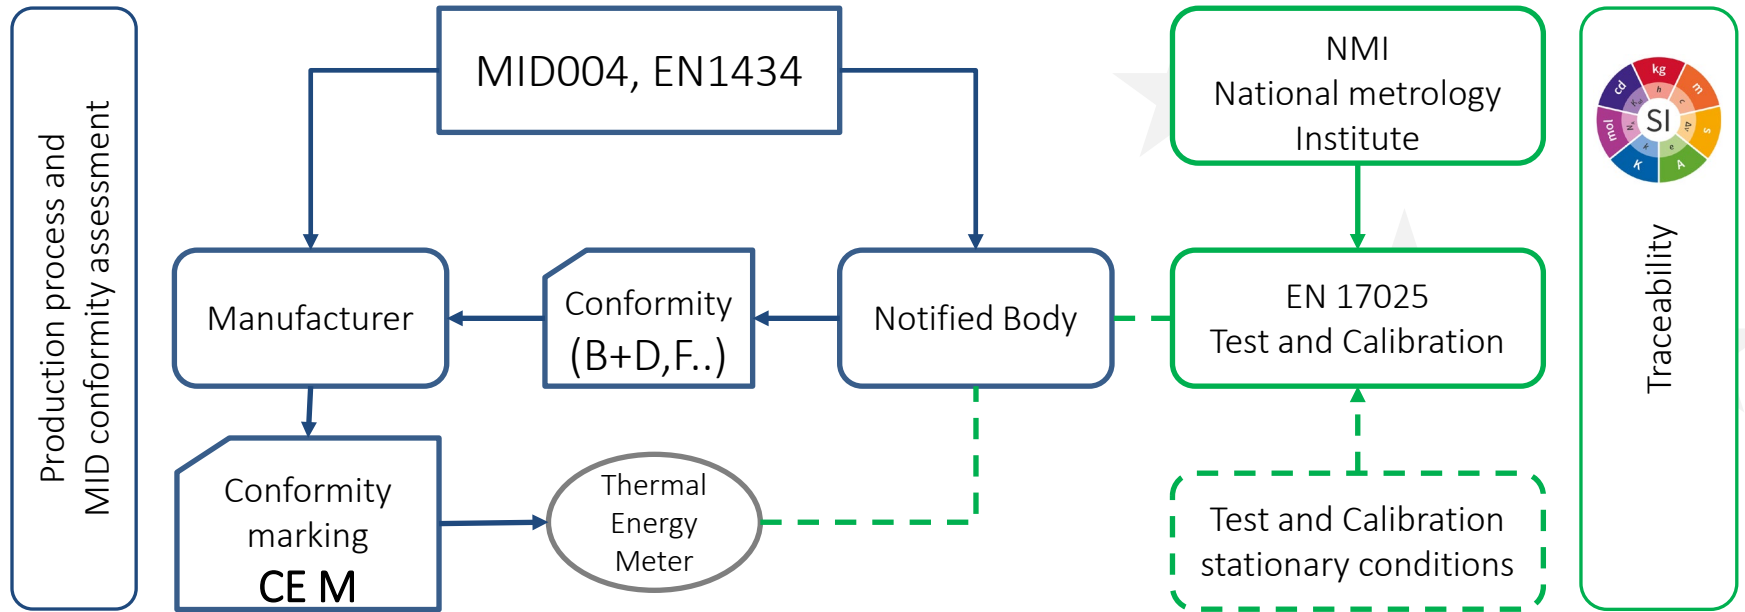 Production process and
MID conformity assessment
MID004, EN1434
NMI
National metrology
Institute
kg
m
s
A
K
mol
cd
h
c
Δν
e
k
SI
Manufacturer
Conformity
(B+D,F..)
Notified Body
EN 17025
Test and Calibration
Traceability
Conformity
marking
CE M
Thermal
Energy
Meter
Test and Calibration
stationary conditions